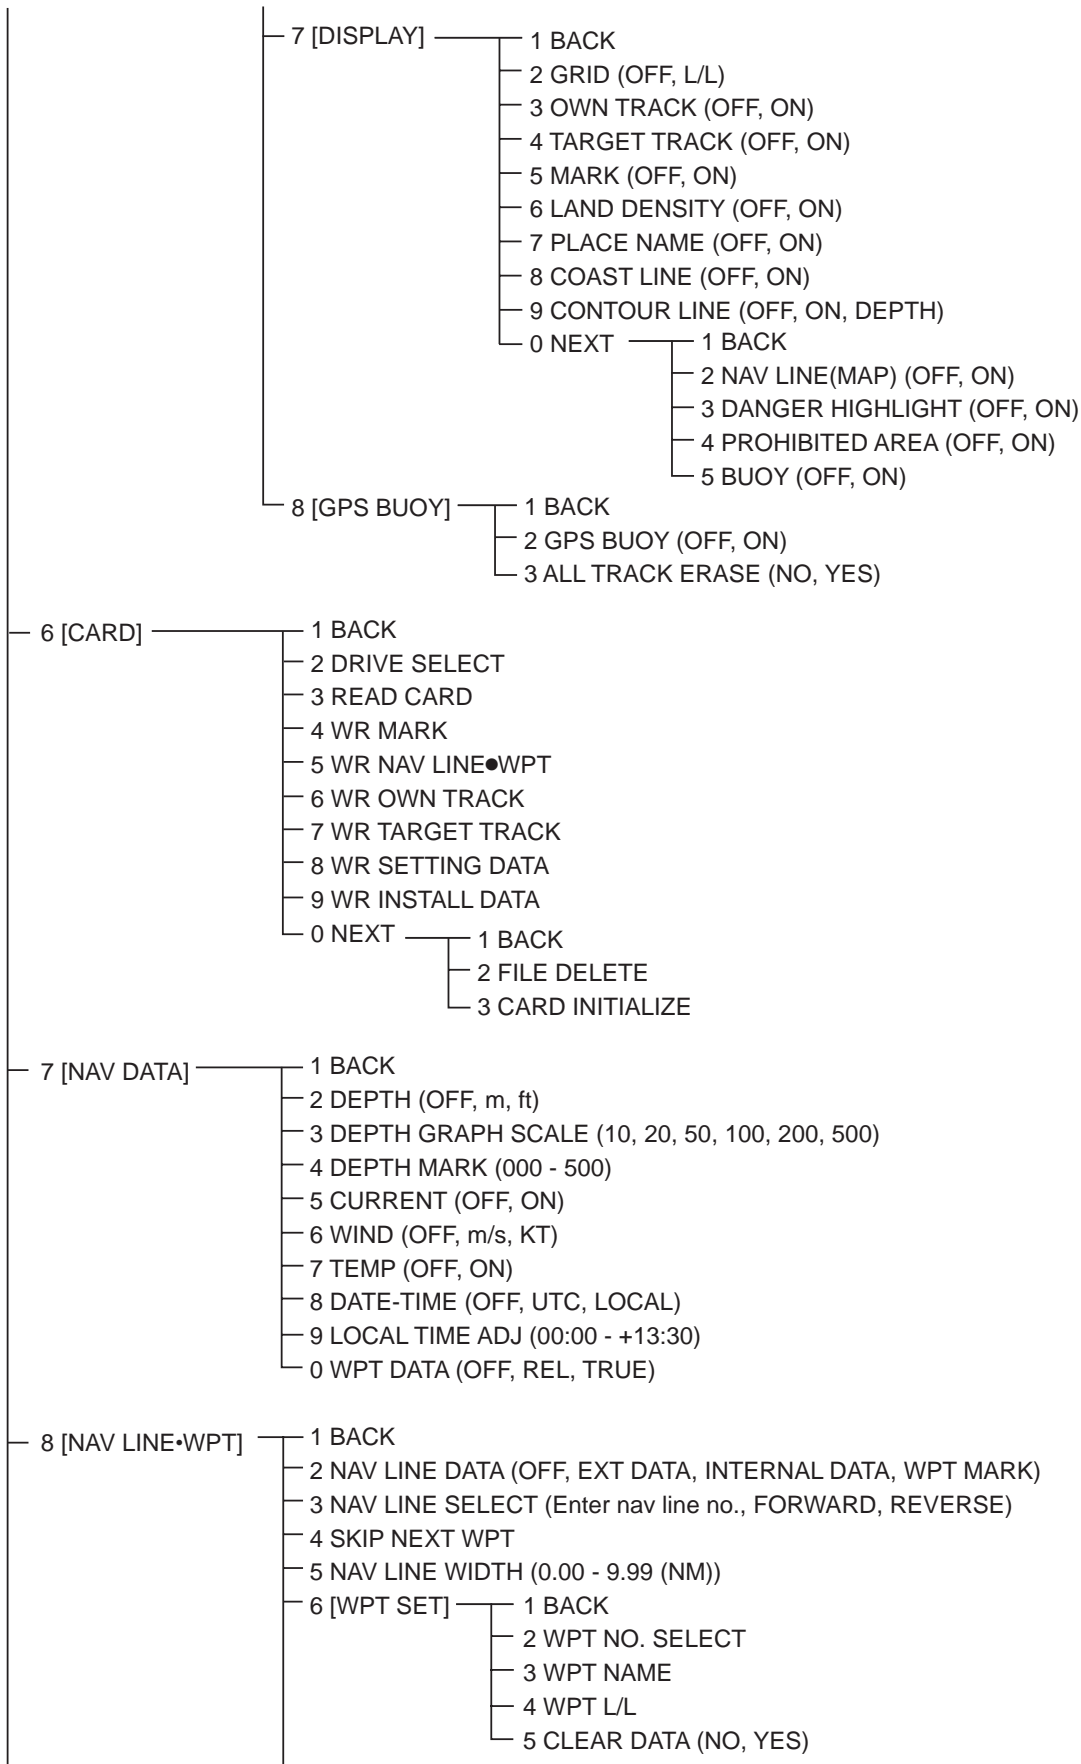 7 [DISPLAY]
1 BACK
2 GRID (OFF, L/L)
3 OWN TRACK (OFF, ON)
4 TARGET TRACK (OFF, ON)
5 MARK (OFF, ON)
6 LAND DENSITY (OFF, ON)
7 PLACE NAME (OFF, ON)
8 COAST LINE (OFF, ON)
9 CONTOUR LINE (OFF, ON, DEPTH)
0 NEXT
1 BACK
2 NAV LINE(MAP) (OFF, ON)
3 DANGER HIGHLIGHT (OFF, ON)
4 PROHIBITED AREA (OFF, ON)
5 BUOY (OFF, ON)
8 [GPS BUOY]
1 BACK
2 GPS BUOY (OFF, ON)
3 ALL TRACK ERASE (NO, YES)
6 [CARD]
1 BACK
2 DRIVE SELECT
3 READ CARD
4 WR MARK
5 WR NAV LINE●WPT
6 WR OWN TRACK
7 WR TARGET TRACK
8 WR SETTING DATA
9 WR INSTALL DATA
0 NEXT
1 BACK
2 FILE DELETE
3 CARD INITIALIZE
7 [NAV DATA]
1 BACK
2 DEPTH (OFF, m, ft)
3 DEPTH GRAPH SCALE (10, 20, 50, 100, 200, 500)
4 DEPTH MARK (000 - 500)
5 CURRENT (OFF, ON)
6 WIND (OFF, m/s, KT)
7 TEMP (OFF, ON)
8 DATE-TIME (OFF, UTC, LOCAL)
9 LOCAL TIME ADJ (00:00 - +13:30)
0 WPT DATA (OFF, REL, TRUE)
8 [NAV LINE•WPT]
1 BACK
2 NAV LINE DATA (OFF, EXT DATA, INTERNAL DATA, WPT MARK)
3 NAV LINE SELECT (Enter nav line no., FORWARD, REVERSE)
4 SKIP NEXT WPT
5 NAV LINE WIDTH (0.00 - 9.99 (NM))
6 [WPT SET]
1 BACK
2 WPT NO. SELECT
3 WPT NAME
4 WPT L/L
5 CLEAR DATA (NO, YES)